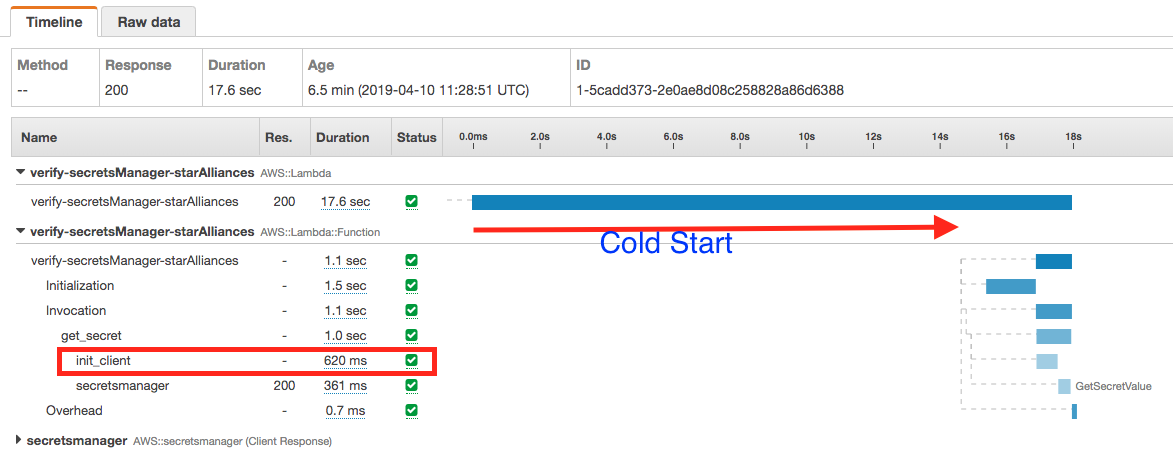 Timeline Raw data
Method Response Duration Age ID
-- 200 17.6 sec 6.5 min (2019-04-10 11:28:51 UTC) 1-5cadd373-2e0ae8d08c258828a86d6388
Name Res. Duration Status 0.0ms 2.0s 4.0s 6.0s 8.0s 10s 12s 14s 16s 18s
verify-secretsManager-starAlliances AWS::Lambda
verify-secretsManager-starAlliances 200 17.6 sec
verify-secretsManager-starAlliances AWS::Lambda::Function
Cold Start
verify-secretsManager-starAlliances - 1.1 sec
Initialization - 1.5 sec
Invocation - 1.1 sec
get_secret - 1.0 sec
init_client - 620 ms
secretsmanager 200 361 ms GetSecretValue
Overhead - 0.7 ms
secretsmanager AWS::secretsmanager (Client Response)